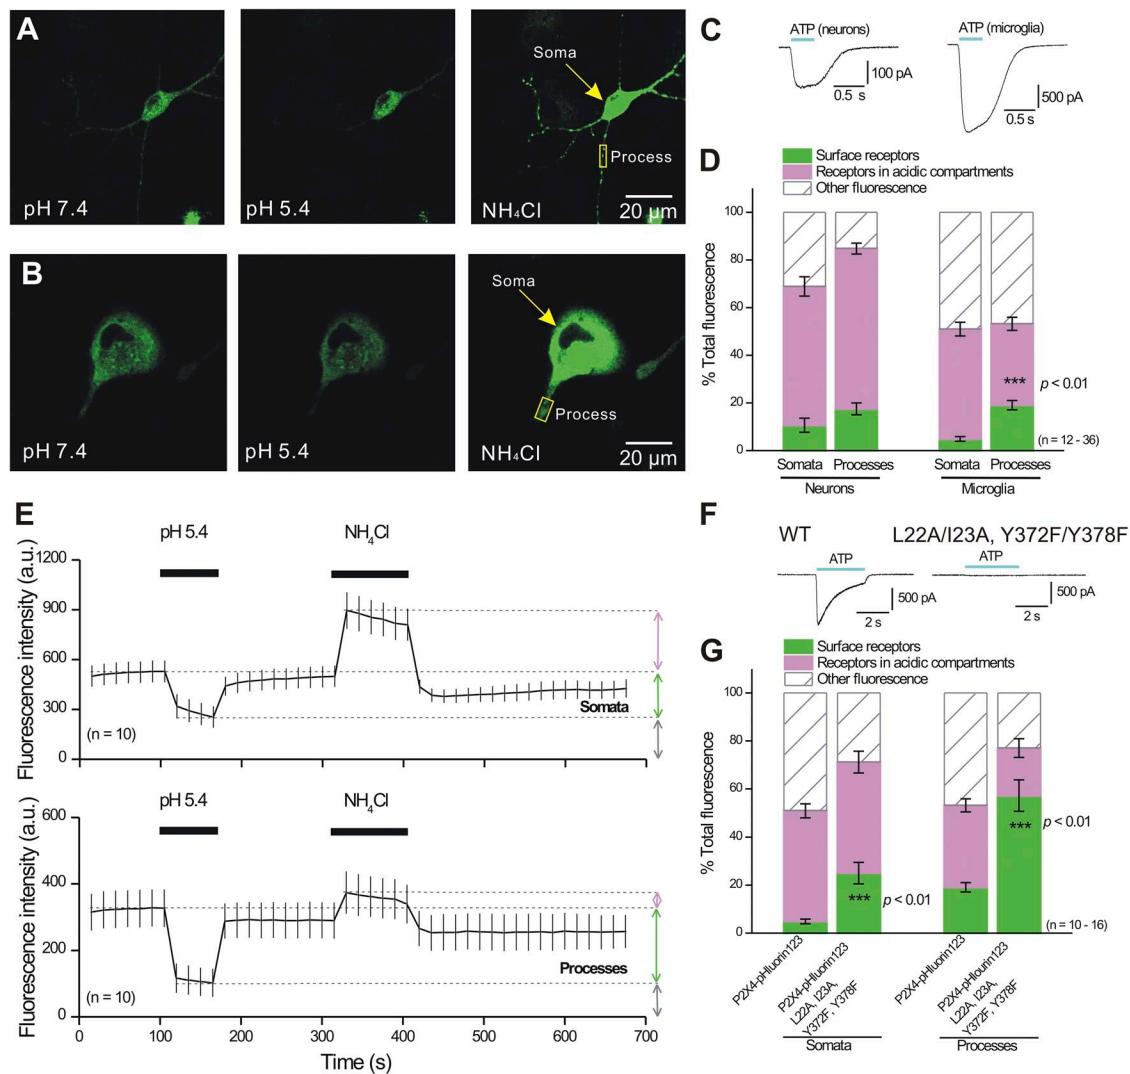 A
Soma
Process
pH 7.4
pH 5.4
NH4Cl
20 µm
B
Soma
Process
pH 7.4
pH 5.4
NH4Cl
20 µm
C
ATP (neurons)
100 pA
0.5 s
ATP (microglia)
500 pA
0.5 s
D
Surface receptors
Receptors in acidic compartments
Other fluorescence
% Total fluorescence
100
80
60
40
20
0
***
p < 0.01
(n = 12 - 36)
Somata
Processes
Somata
Processes
Neurons
Microglia
E
pH 5.4
NH4Cl
Fluorescence intensity (a.u.)
1200
900
600
300
0
Somata
(n = 10)
pH 5.4
NH4Cl
Fluorescence intensity (a.u.)
600
400
200
0
Processes
(n = 10)
0
100
200
300
400
500
600
700
Time (s)
F
WT
L22A/I23A, Y372F/Y378F
ATP
500 pA
2 s
ATP
500 pA
2 s
G
Surface receptors
Receptors in acidic compartments
Other fluorescence
% Total fluorescence
100
80
60
40
20
0
***
p < 0.01
***
p < 0.01
(n = 10 - 16)
P2X4-pHluorin123
P2X4-pHluorin123
L22A, I23A,
Y372F, Y378F
P2X4-pHluorin123
P2X4-pHlourin123
L22A, I23A,
Y372F, Y378F
Somata
Processes